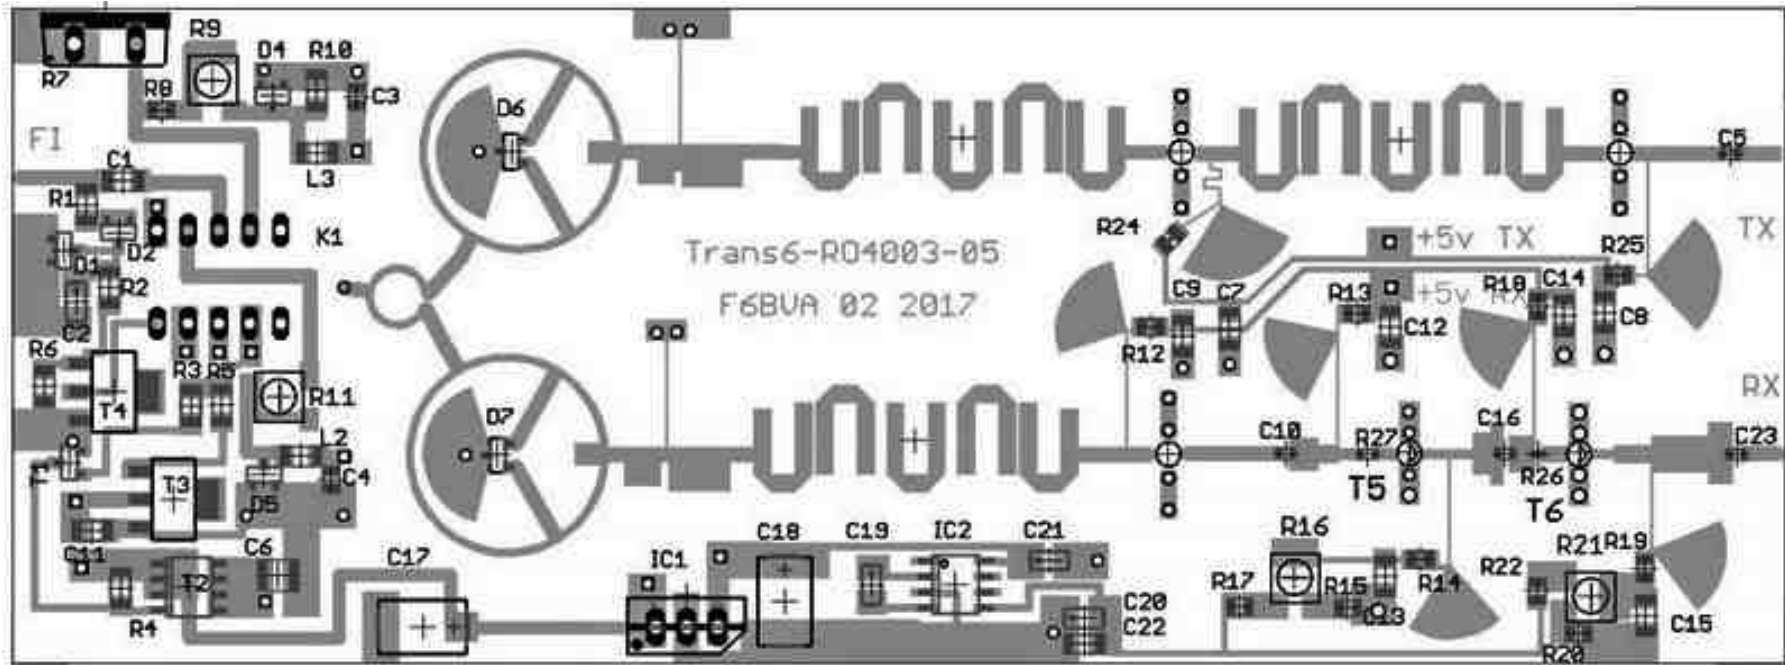 R9
D4
R10
R7
R8
C3
D6
C5
FI
C1
L3
R1
R24
K1
D2
D1
R2
C2
Trans6-RO4003-05
F6BVA 02 2017
+5v TX
+5v RX
R25
TX
C9
C7
R13
R18
C14
C12
C8
R12
R6
R3
R5
T4
R11
D7
RX
L2
C10
R27
C16
C23
T1
T3
C4
D5
T5
R26
T6
C11
C6
T2
C17
IC1
C18
C19
IC2
C21
R16
R21
R19
R17
R15
R14
R22
C13
R4
C20
C22
R20
C15